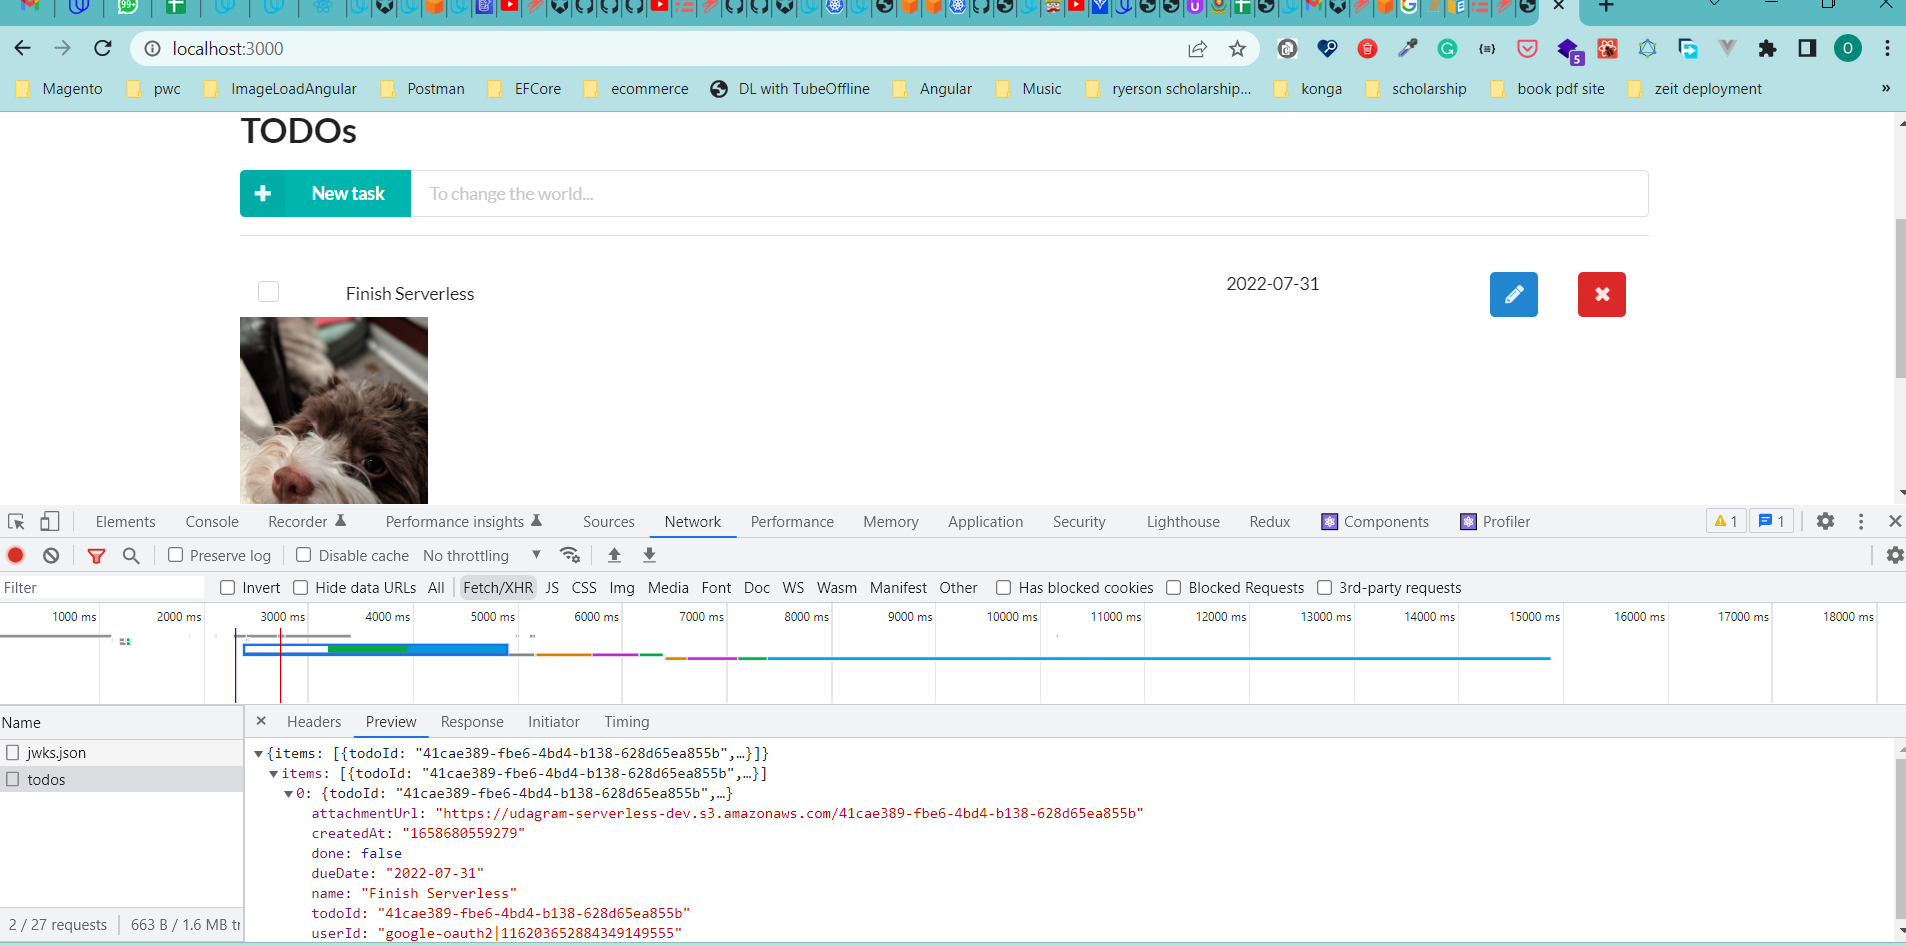 99+
localhost:3000
5
O
Magento pwc ImageLoadAngular Postman EFCore ecommerce DL with TubeOffline Angular Music ryerson scholarship... konga scholarship book pdf site zeit deployment »
TODOs
New task To change the world...
Finish Serverless 2022-07-31
Elements Console Recorder Performance insights Sources Network Performance Memory Application Security Lighthouse Redux Components Profiler 1 1
Preserve log Disable cache No throttling
Filter Invert Hide data URLs All Fetch/XHR JS CSS Img Media Font Doc WS Wasm Manifest Other Has blocked cookies Blocked Requests 3rd-party requests
1000 ms 2000 ms 3000 ms 4000 ms 5000 ms 6000 ms 7000 ms 8000 ms 9000 ms 10000 ms 11000 ms 12000 ms 13000 ms 14000 ms 15000 ms 16000 ms 17000 ms 18000 ms
Name Headers Preview Response Initiator Timing
jwks.json
todos
{items: [{todoId: "41cae389-fbe6-4bd4-b138-628d65ea855b",…}]}
items: [{todoId: "41cae389-fbe6-4bd4-b138-628d65ea855b",…}]
0: {todoId: "41cae389-fbe6-4bd4-b138-628d65ea855b",…}
attachmentUrl: "https://udagram-serverless-dev.s3.amazonaws.com/41cae389-fbe6-4bd4-b138-628d65ea855b"
createdAt: "1658680559279"
done: false
dueDate: "2022-07-31"
name: "Finish Serverless"
todoId: "41cae389-fbe6-4bd4-b138-628d65ea855b"
userId: "google-oauth2|116203652884349149555"
2 / 27 requests 663 B / 1.6 MB tr